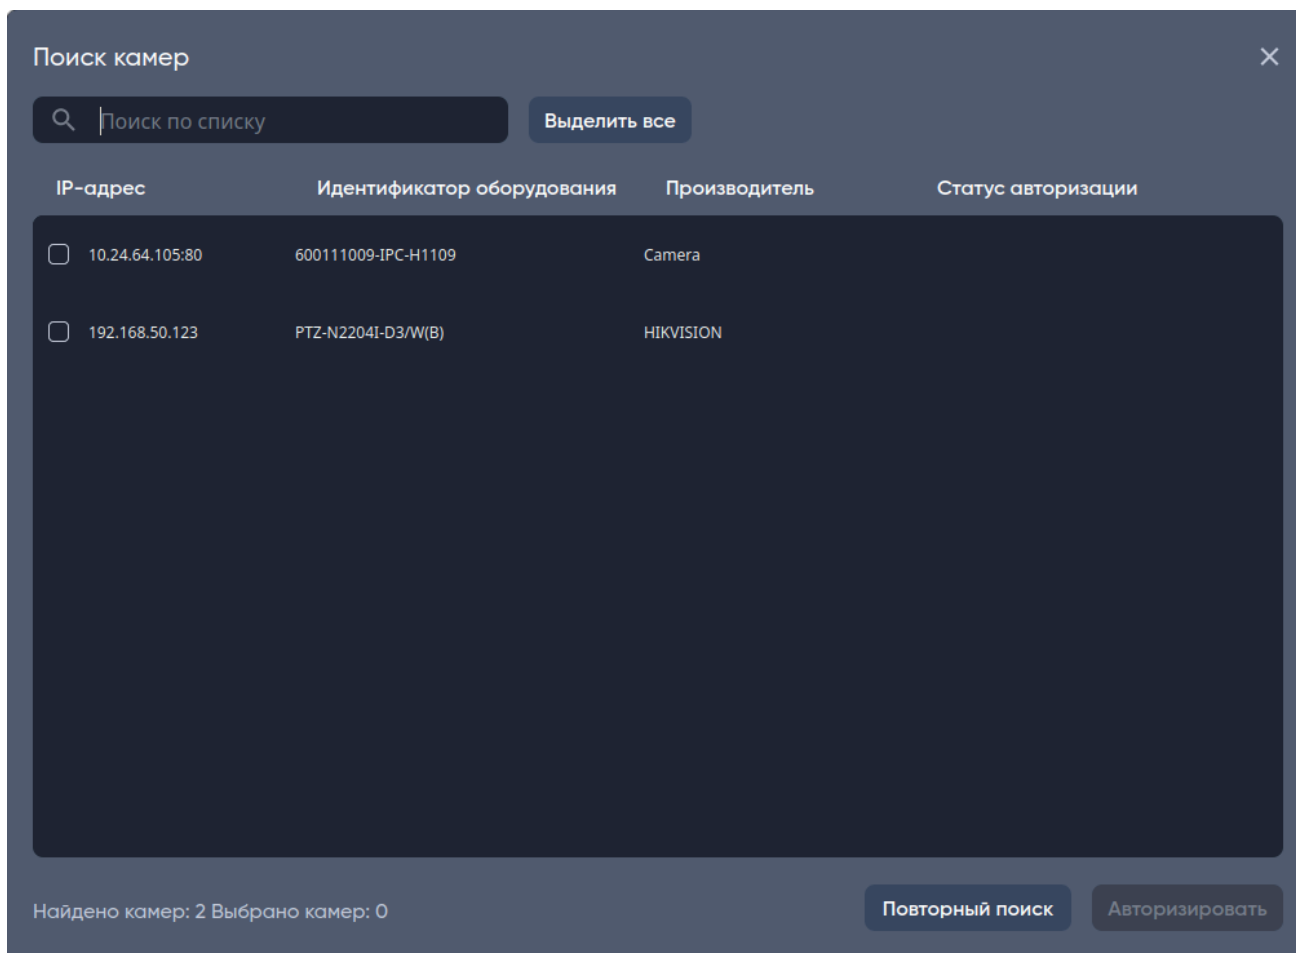 Поиск камер
Поиск по списку Выделить все
IP-адрес Идентификатор оборудования Производитель Статус авторизации
10.24.64.105:80 600111009-IPC-H1109 Camera
192.168.50.123 PTZ-N2204I-D3/W(B) HIKVISION
Найдено камер: 2 Выбрано камер: 0 Повторный поиск Авторизировать